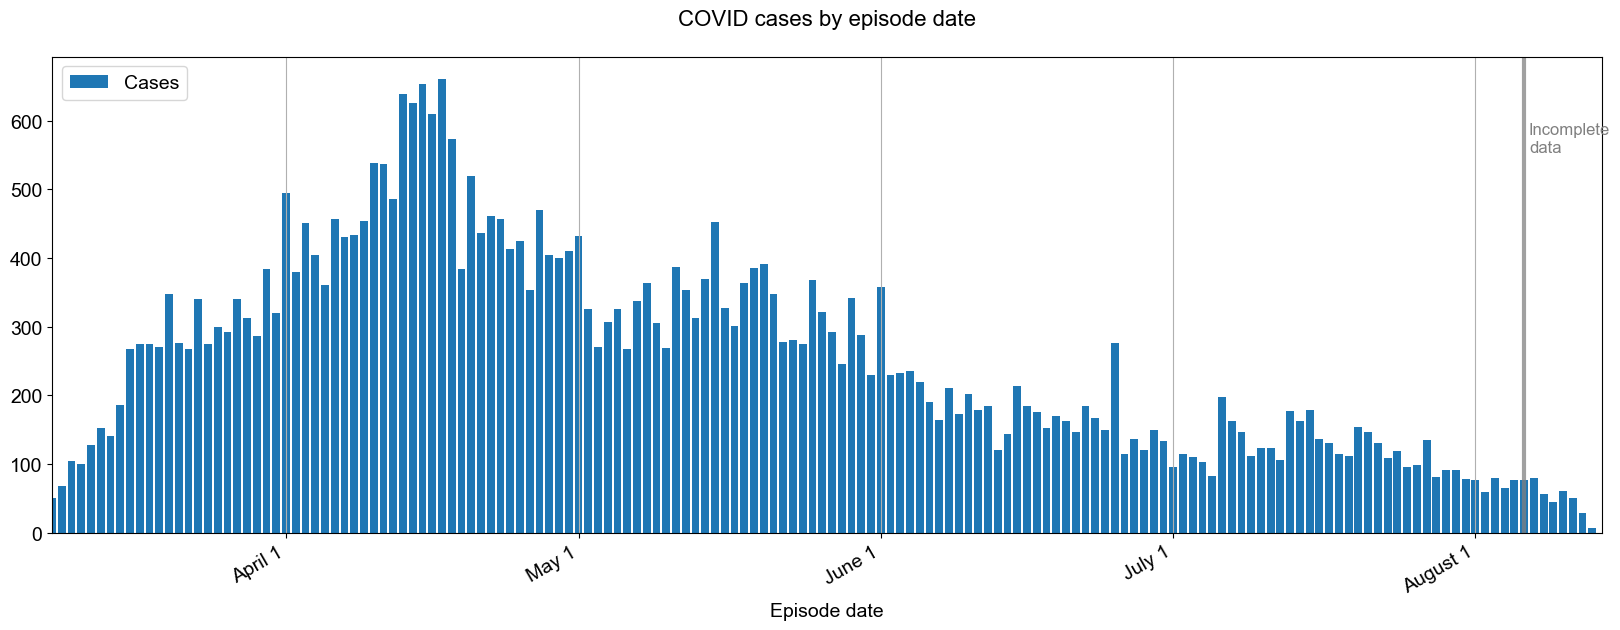 COVID cases by episode date
Cases
Incomplete
data
600
500
400
300
200
100
0
April 1
May 1
June 1
July 1
August 1
Episode date